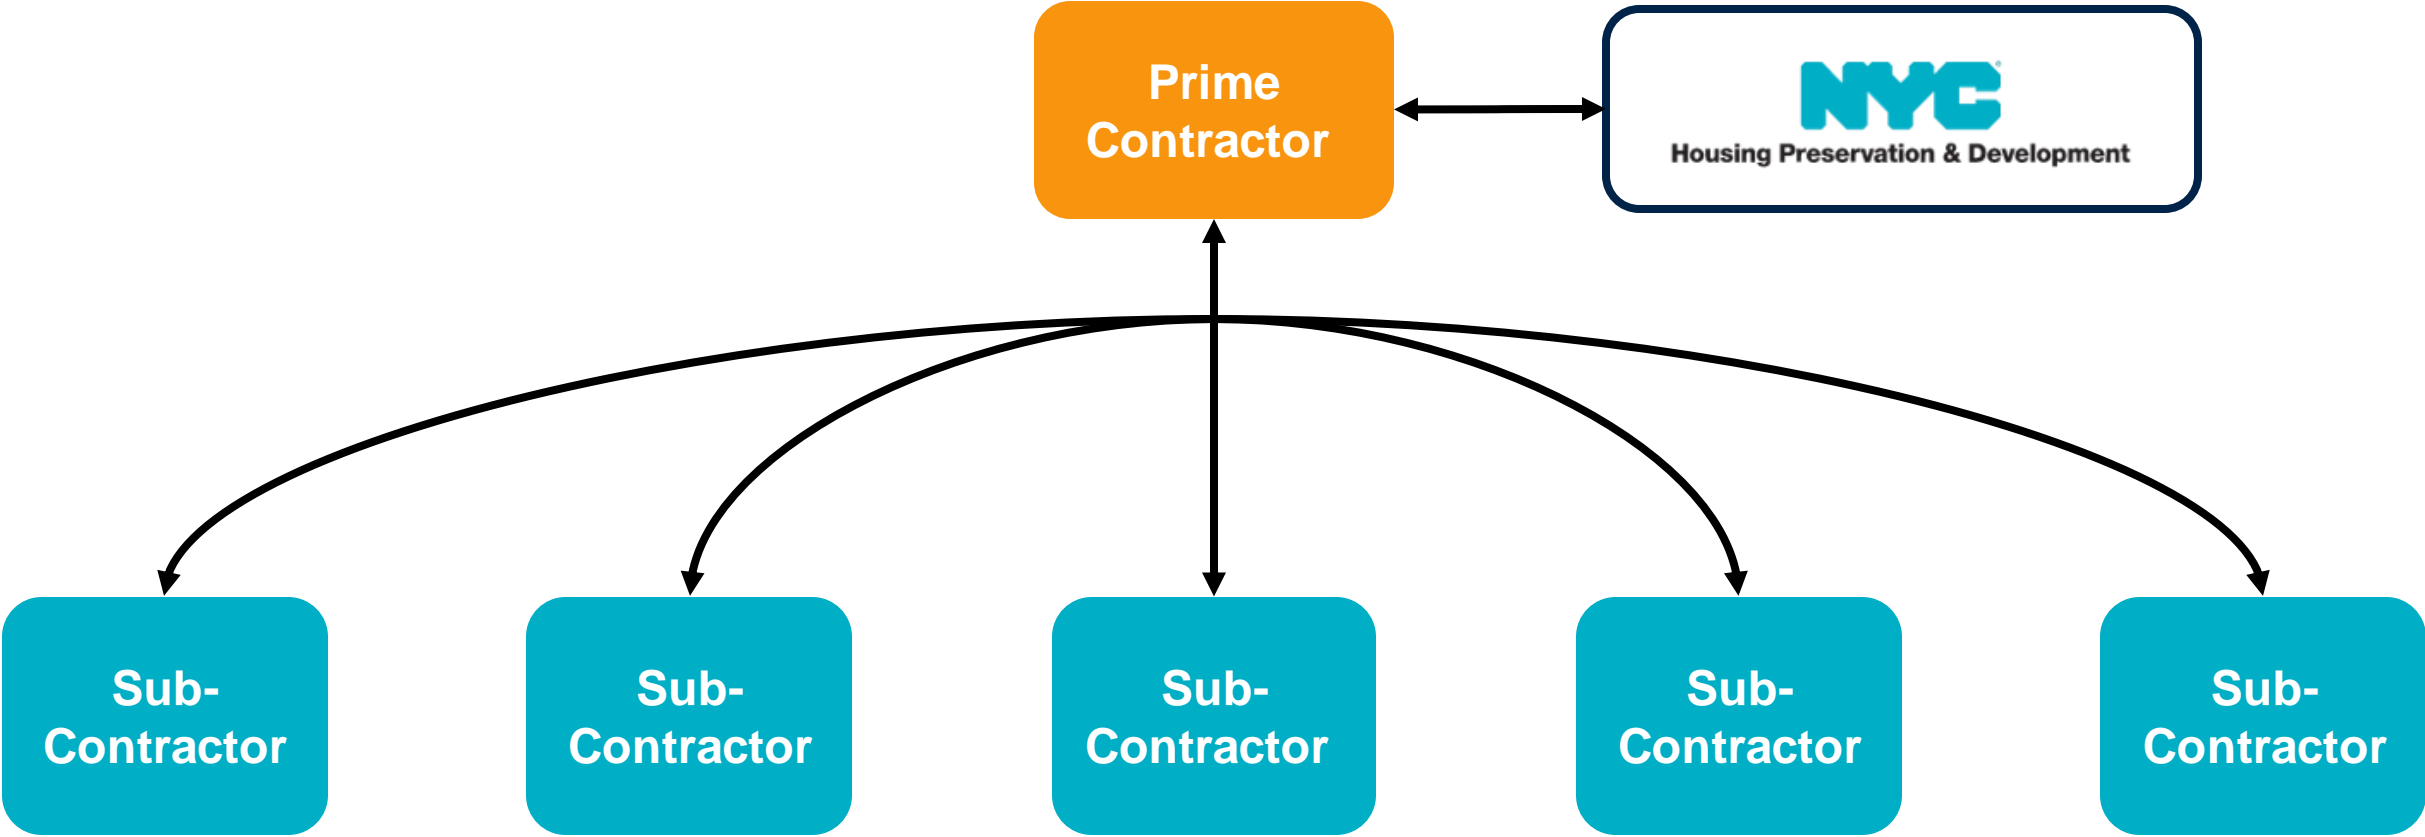 Prime
Contractor
NYC
Housing Preservation & Development
Sub-
Contractor
Sub-
Contractor
Sub-
Contractor
Sub-
Contractor
Sub-
Contractor